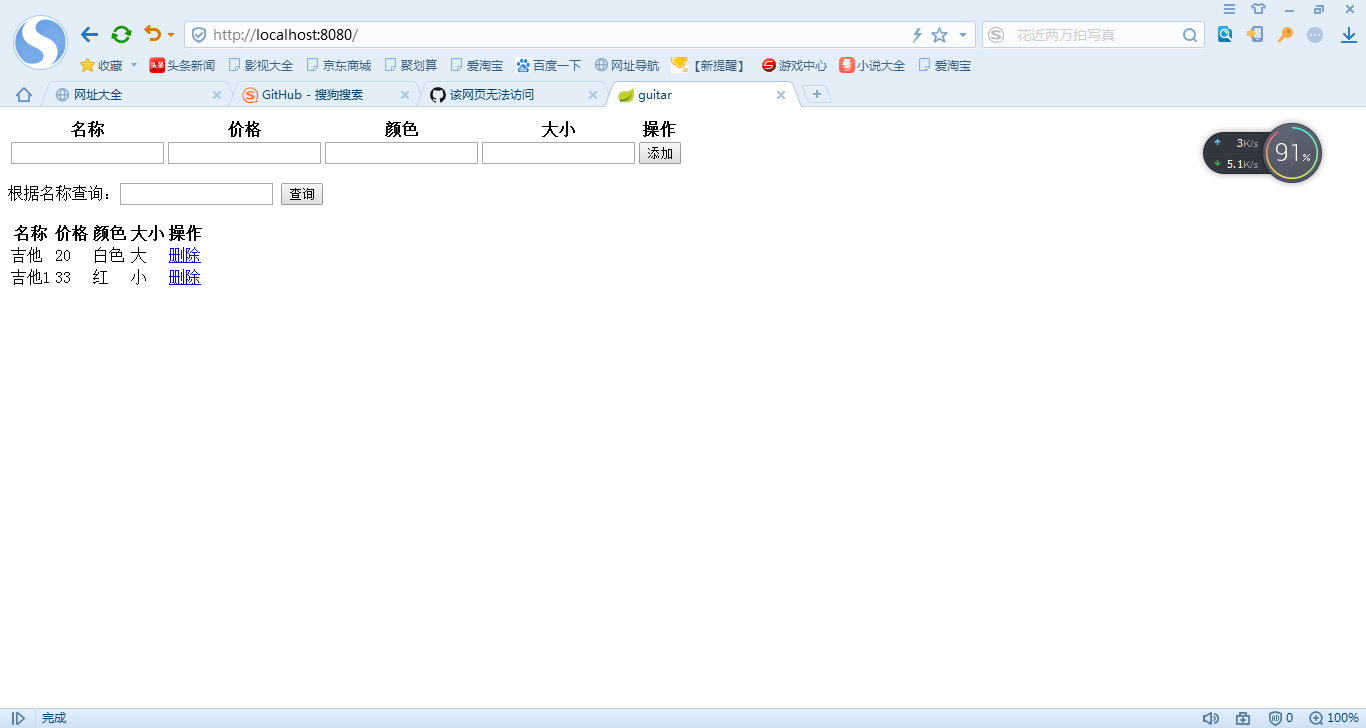 http://localhost:8080/
花近两万拍写真
收藏 头条 头条新闻 影视大全 京东商城 聚划算 爱淘宝 百度一下 网址导航 【新提醒】 游戏中心 小说大全 爱淘宝
网址大全 GitHub - 搜狗搜索 该网页无法访问 guitar
名称 价格 颜色 大小 操作
添加
3K/s
5.1K/s
91%
根据名称查询： 查询
名称 价格 颜色 大小 操作
吉他 20 白色 大 删除
吉他1 33 红 小 删除
完成 0 100%